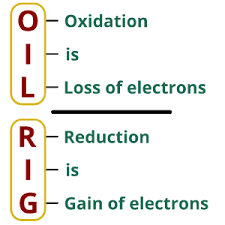 O — Oxidation
I — is
L — Loss of electrons
R — Reduction
I — is
G — Gain of electrons